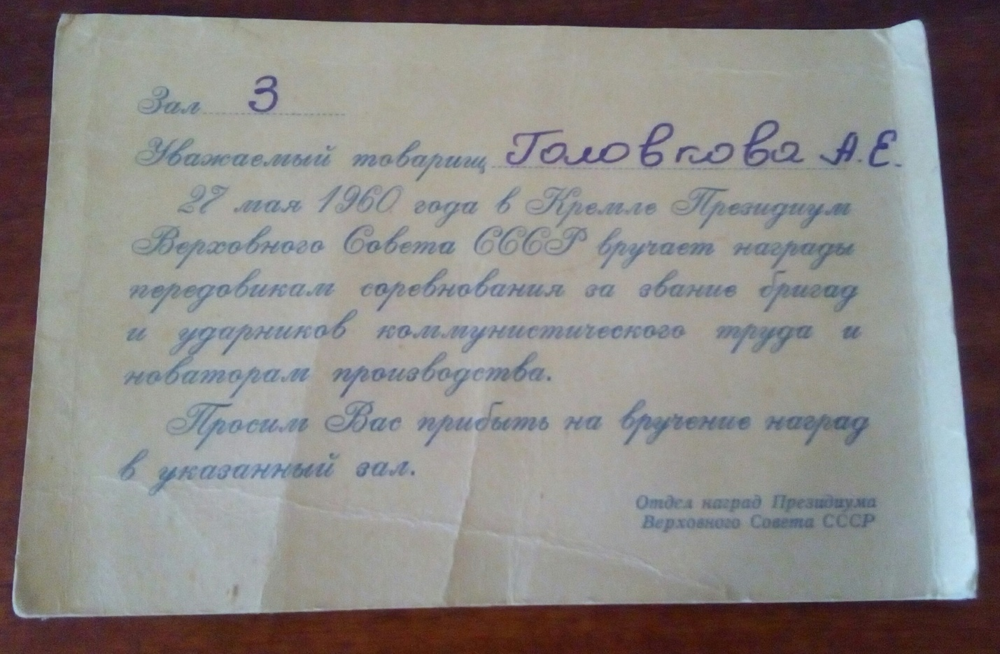 Зал 3
Уважаемый товарищ Головкова А.Е.
27 мая 1960 года в Кремле Президиум
Верховного Совета СССР вручает награды
передовикам соревнования за звание бригад
и ударников коммунистического труда и
новаторам производства.
Просим Вас прибыть на вручение наград
в указанный зал.
Отдел наград Президиума
Верховного Совета СССР